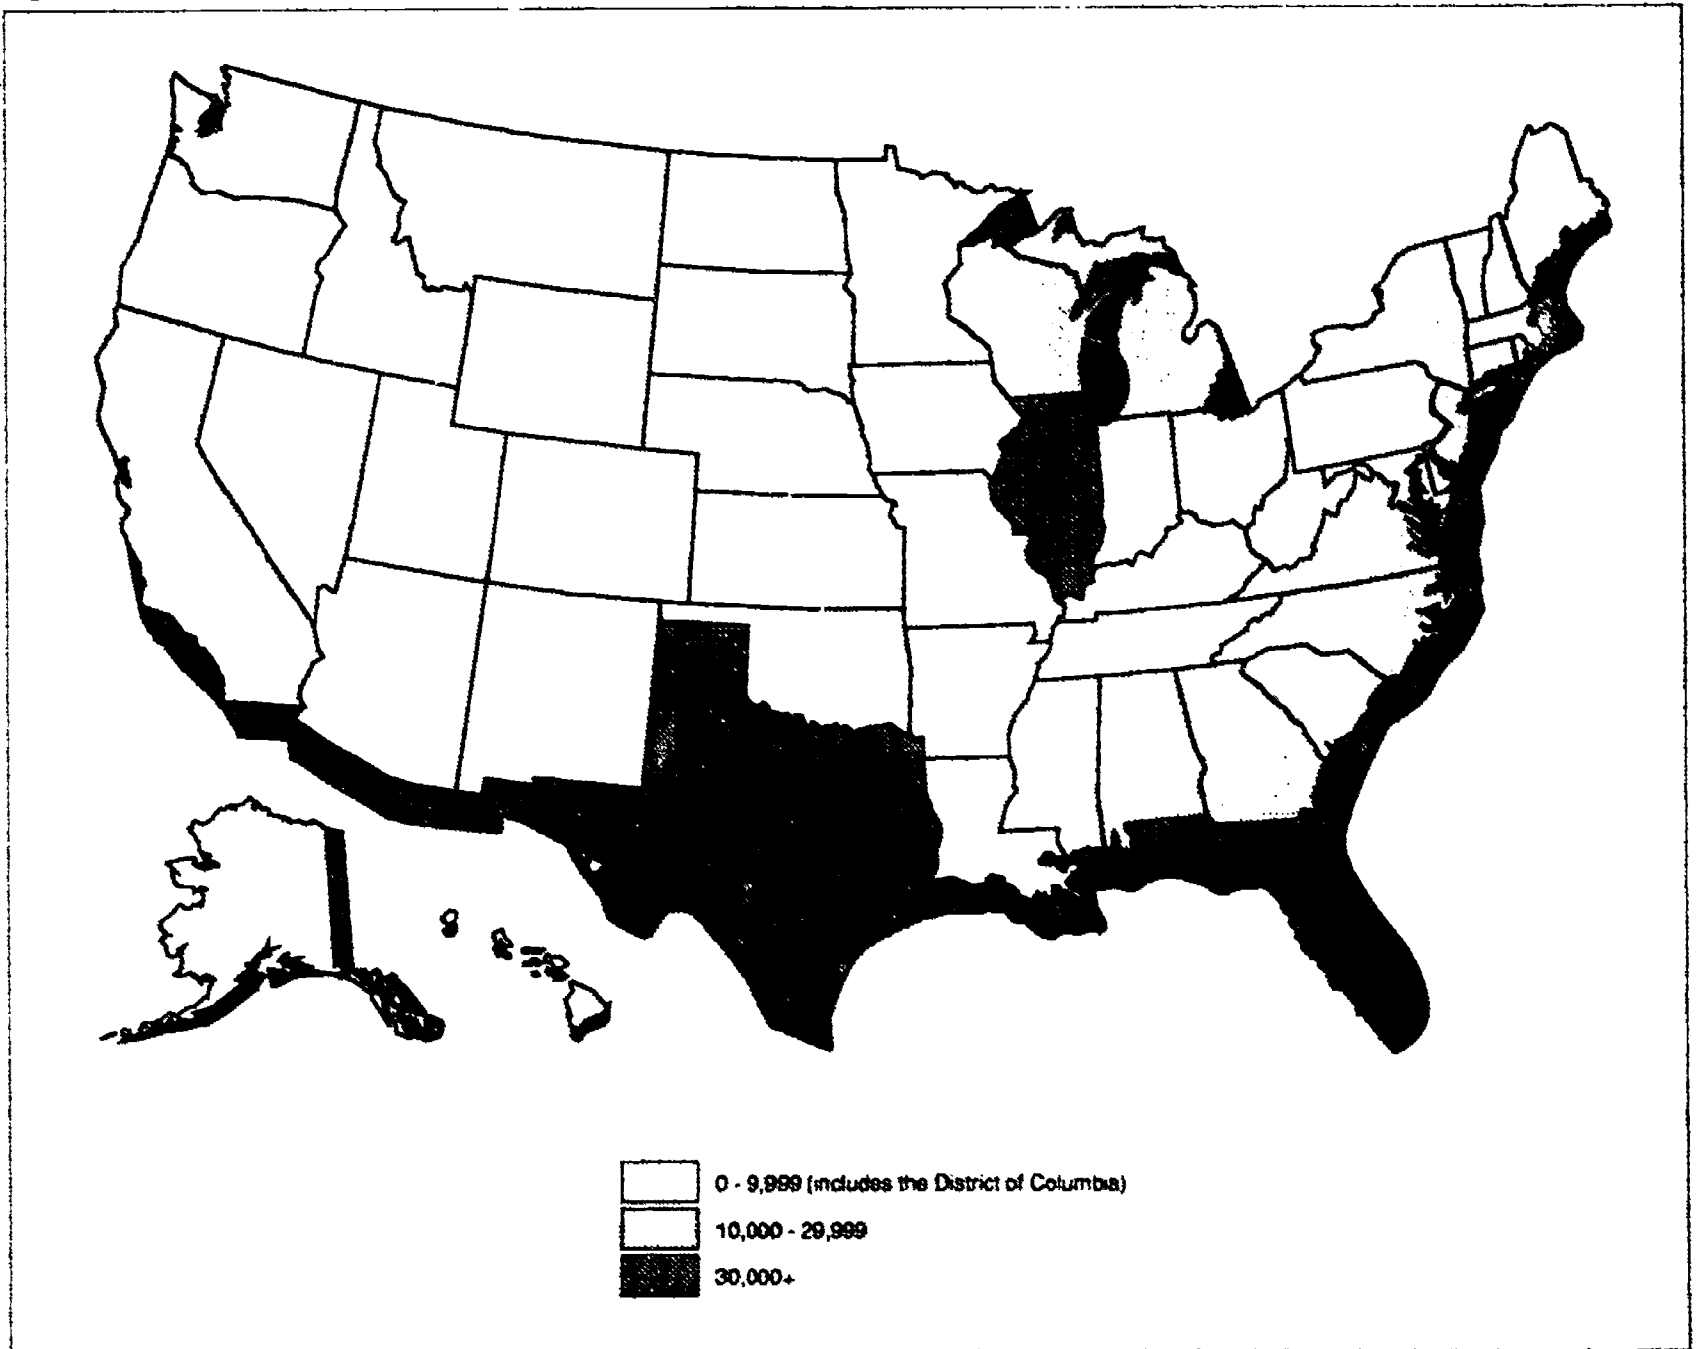 0 - 9,999 (includes the District of Columbia)
10,000 - 29,999
30,000+